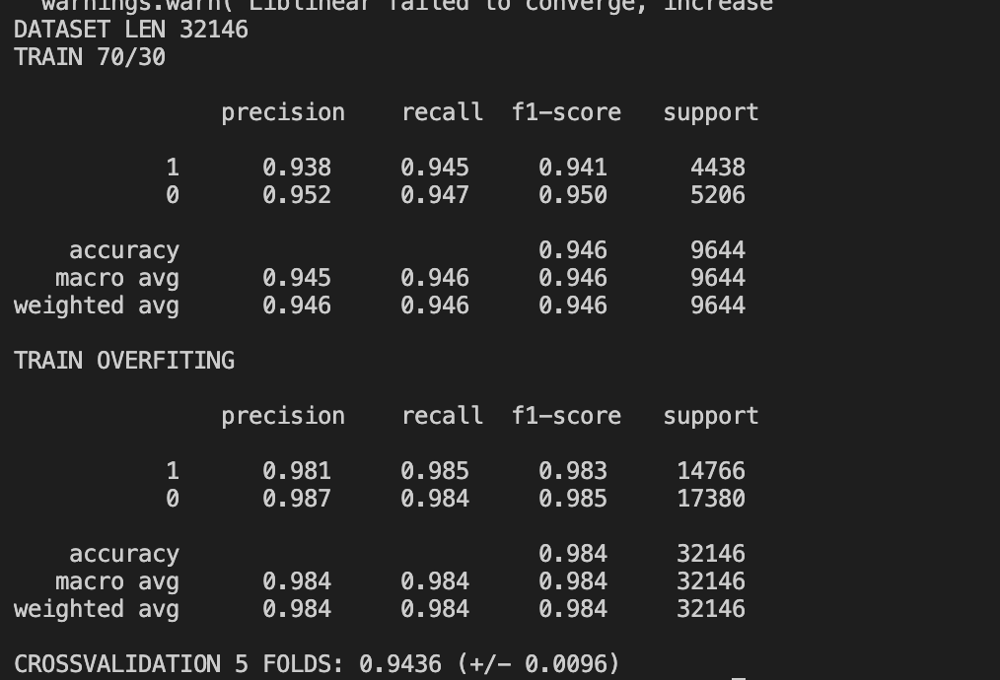 warnings.warn("Liblinear failed to converge, increase
DATASET LEN 32146
TRAIN 70/30
precision recall f1-score support
1 0.938 0.945 0.941 4438
0 0.952 0.947 0.950 5206
accuracy 0.946 9644
macro avg 0.945 0.946 0.946 9644
weighted avg 0.946 0.946 0.946 9644
TRAIN OVERFITING
precision recall f1-score support
1 0.981 0.985 0.983 14766
0 0.987 0.984 0.985 17380
accuracy 0.984 32146
macro avg 0.984 0.984 0.984 32146
weighted avg 0.984 0.984 0.984 32146
CROSSVALIDATION 5 FOLDS: 0.9436 (+/- 0.0096)